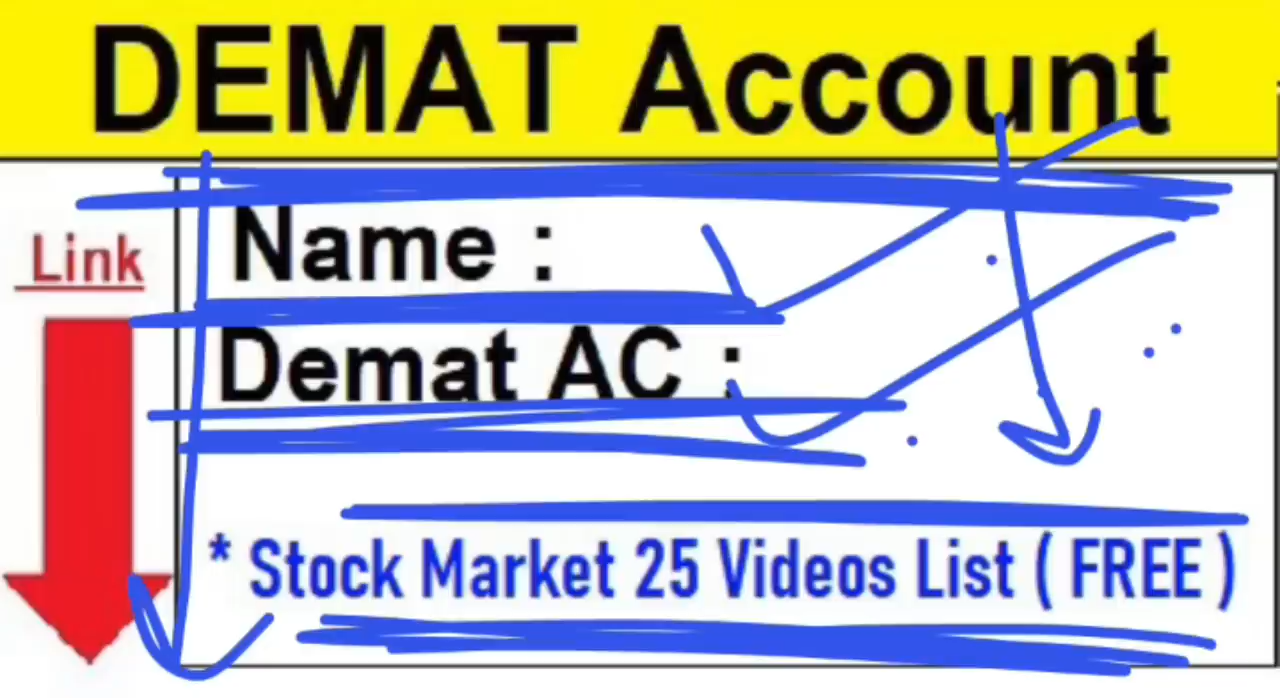 DEMAT Account
Link
Name :
Demat AC :
* Stock Market 25 Videos List ( FREE )